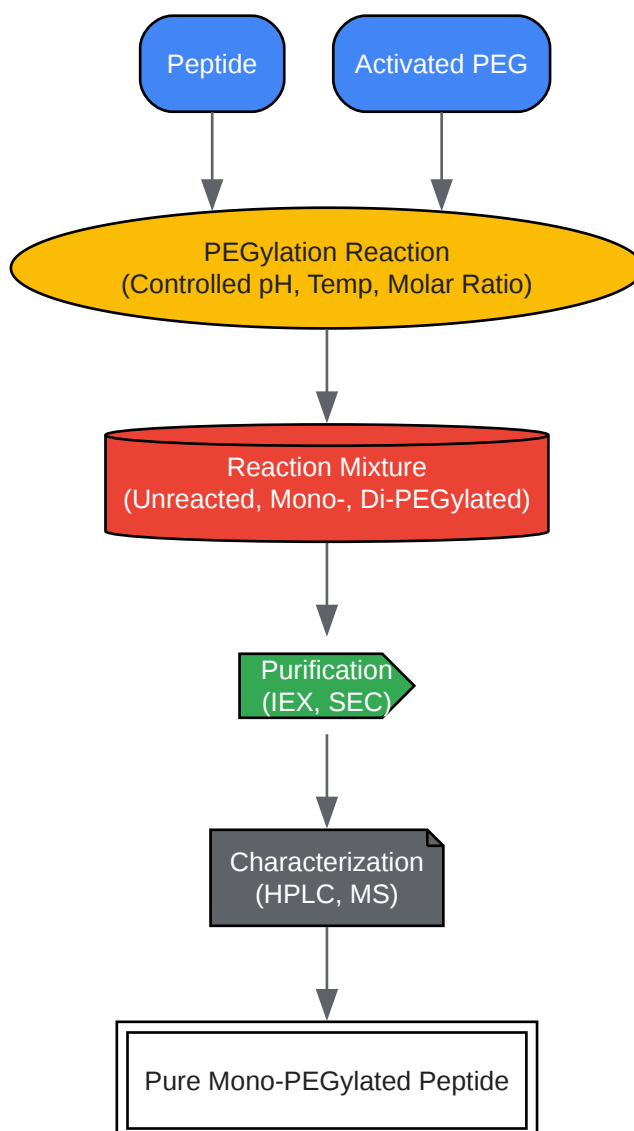 Peptide
Activated PEG
PEGylation Reaction
(Controlled pH, Temp, Molar Ratio)
Reaction Mixture
(Unreacted, Mono-, Di-PEGylated)
Purification
(IEX, SEC)
Characterization
(HPLC, MS)
Pure Mono-PEGylated Peptide